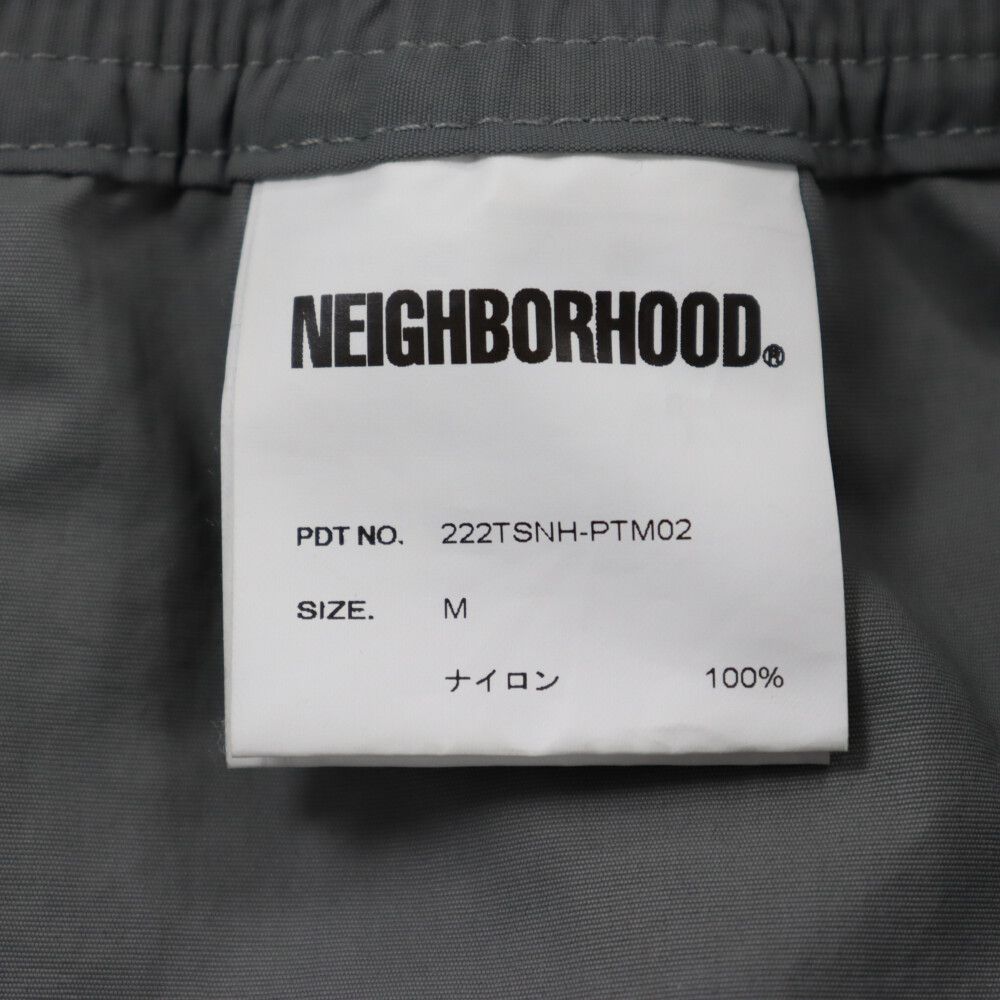 NEIGHBORHOOD®
PDT NO. 222TSNH-PTM02
SIZE. M
ナイロン 100%